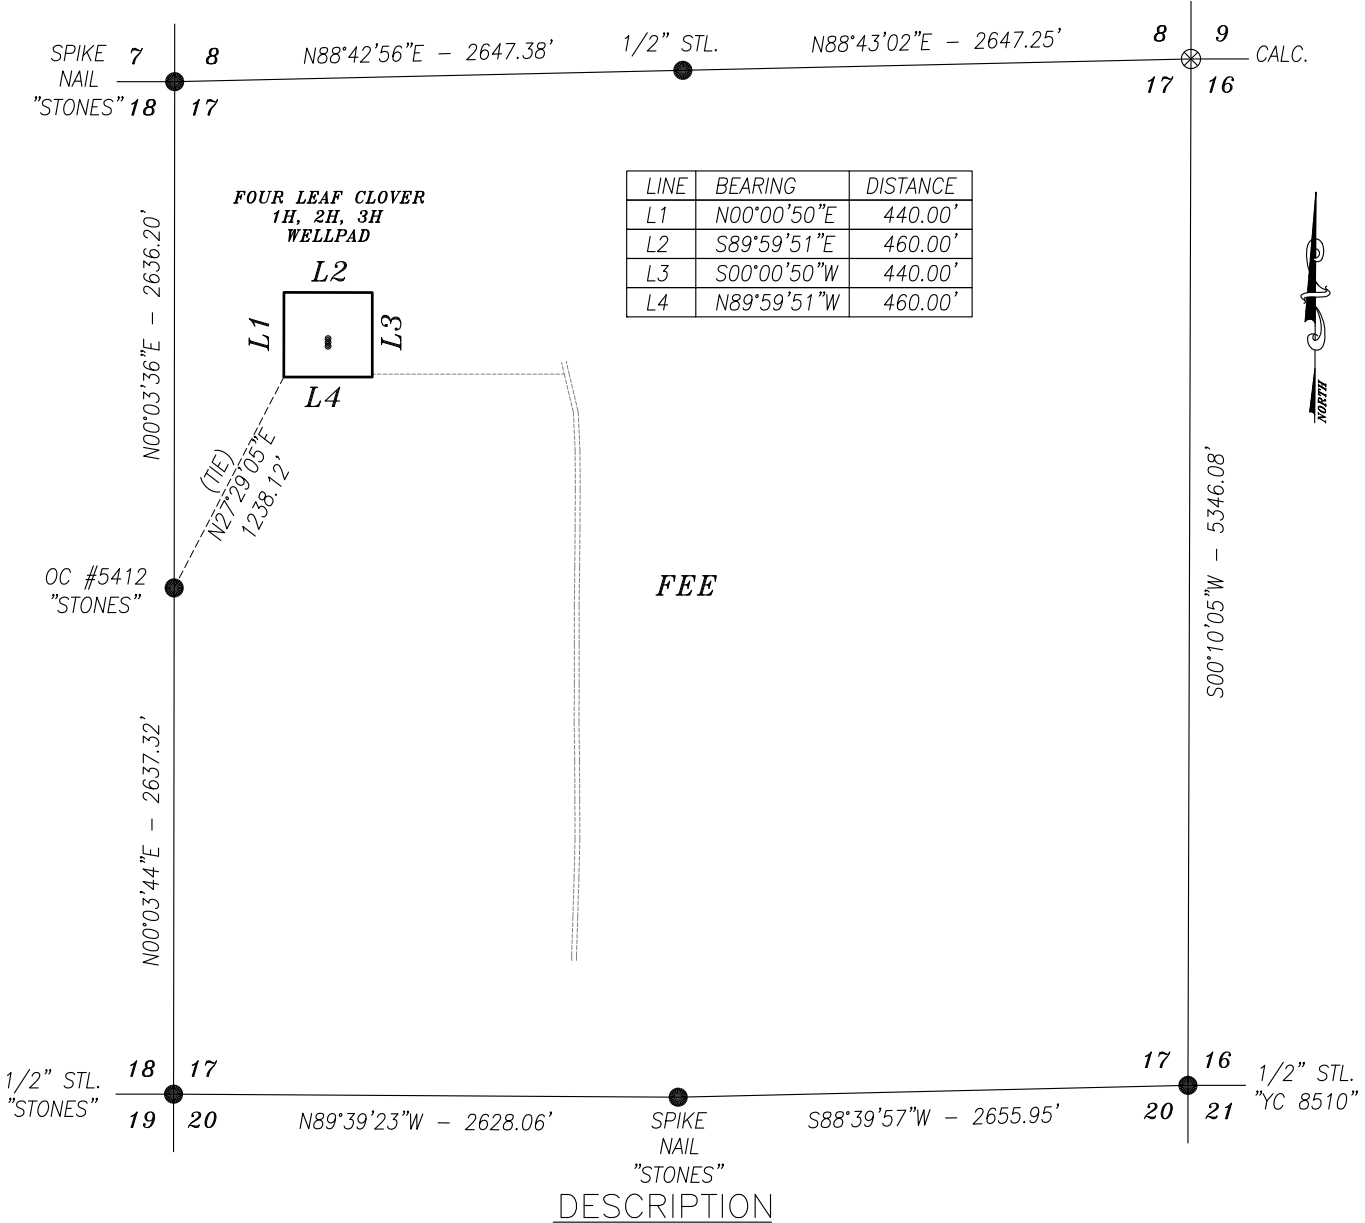 SPIKE
NAIL
"STONES"
7
8
18
17
N88°42'56"E - 2647.38'
1/2" STL.
N88°43'02"E - 2647.25'
8
9
17
16
CALC.
FOUR LEAF CLOVER
1H, 2H, 3H
WELLPAD
L2
L1
L3
L4
LINE BEARING DISTANCE
L1 N00°00'50"E 440.00'
L2 S89°59'51"E 460.00'
L3 S00°00'50"W 440.00'
L4 N89°59'51"W 460.00'
NORTH
N00°03'36"E - 2636.20'
(TIE)
N27°29'05"E
1238.12'
OC #5412
"STONES"
FEE
S00°10'05"W - 5346.08'
N00°03'44"E - 2637.32'
1/2" STL.
"STONES"
18
17
19
20
N89°39'23"W - 2628.06'
SPIKE
NAIL
"STONES"
S88°39'57"W - 2655.95'
17
16
20
21
1/2" STL.
"YC 8510"
DESCRIPTION